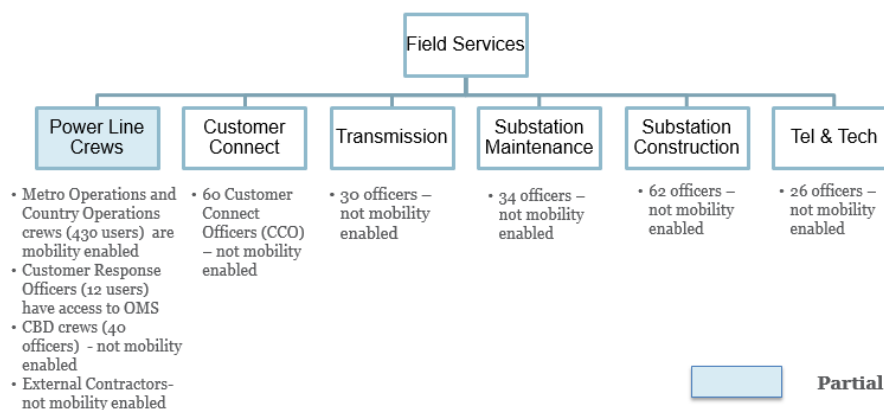 Field Services
Power Line
Crews
• Metro Operations and
Country Operations
crews (430 users) are
mobility enabled
• Customer Response
Officers (12 users)
have access to OMS
• CBD crews (40
officers) - not mobility
enabled
• External Contractors-
not mobility enabled
Customer
Connect
• 60 Customer
Connect
Officers (CCO)
– not mobility
enabled
Transmission
• 30 officers –
not mobility
enabled
Substation
Maintenance
• 34 officers –
not mobility
enabled
Substation
Construction
• 62 officers –
not mobility
enabled
Tel & Tech
• 26 officers –
not mobility
enabled
Partial